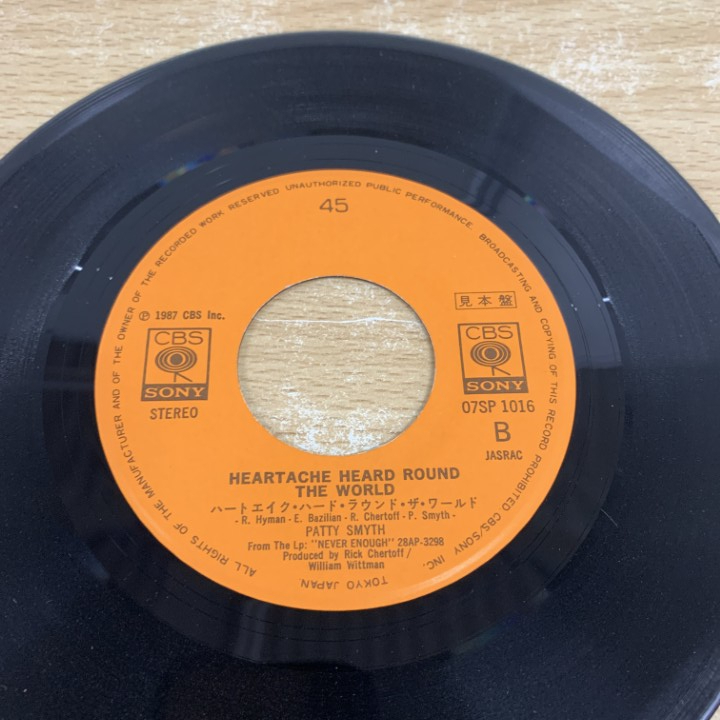 ALL RIGHTS OF THE MANUFACTURER AND OF THE OWNER OF THE RECORDED WORK RESERVED UNAUTHORIZED PUBLIC PERFORMANCE. BROADCASTING AND COPYING OF THIS RECORD PROHIBITED CBS/SONY INC. TOKYO JAPAN
45
見本盤
℗ 1987 CBS Inc.
CBS
SONY
STEREO
CBS
SONY
07SP 1016
B
JASRAC
HEARTACHE HEARD ROUND
THE WORLD
ハートエイク・ハード・ラウンド・ザ・ワールド
- R. Hyman - E. Bazilian - R. Chertoff - P. Smyth -
PATTY SMYTH
From The Lp: "NEVER ENOUGH" 28AP-3298
Produced by Rick Chertoff/
William Wittman